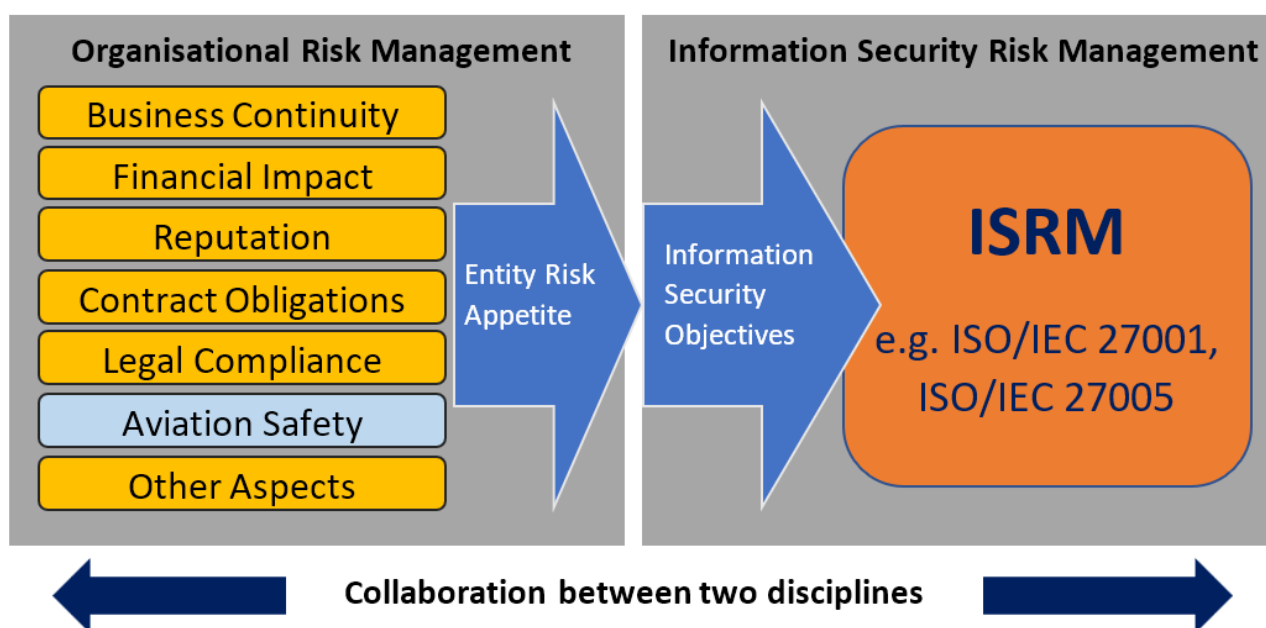 Organisational Risk Management
Business Continuity
Financial Impact
Reputation
Contract Obligations
Legal Compliance
Aviation Safety
Other Aspects
Entity Risk
Appetite
Information Security Risk Management
Information
Security
Objectives
ISRM
e.g. ISO/IEC 27001,
ISO/IEC 27005
Collaboration between two disciplines